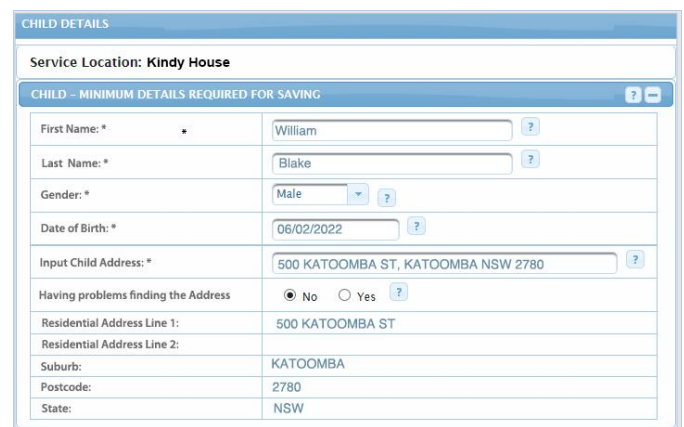 CHILD DETAILS
Service Location: Kindy House
CHILD – MINIMUM DETAILS REQUIRED FOR SAVING ? –
First Name: * * William ?
Last Name: * Blake ?
Gender: * Male ?
Date of Birth: * 06/02/2022 ?
Input Child Address: * 500 KATOOMBA ST, KATOOMBA NSW 2780 ?
Having problems finding the Address No Yes ?
Residential Address Line 1: 500 KATOOMBA ST
Residential Address Line 2:
Suburb: KATOOMBA
Postcode: 2780
State: NSW